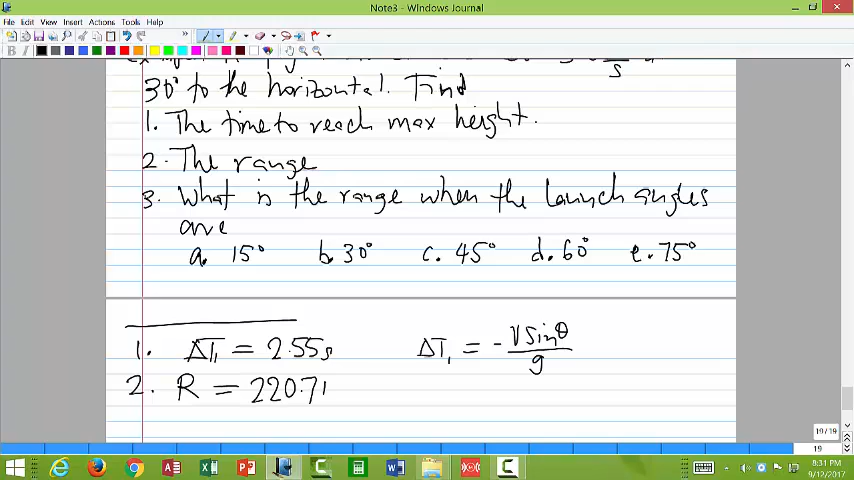 Note3 - Windows Journal
File Edit View Insert Actions Tools Help
B I
s
30° to the horizontal. Find
1. The time to reach max height.
2. The range
3. What is the range when the launch angles
are
a. 15° b. 30° c. 45° d. 60° e. 75°
1. ΔT₁ = 2.55s ΔT₁ = - V sinθ / g
2. R = 220.71
19/19
19
8:31 PM
9/12/2017